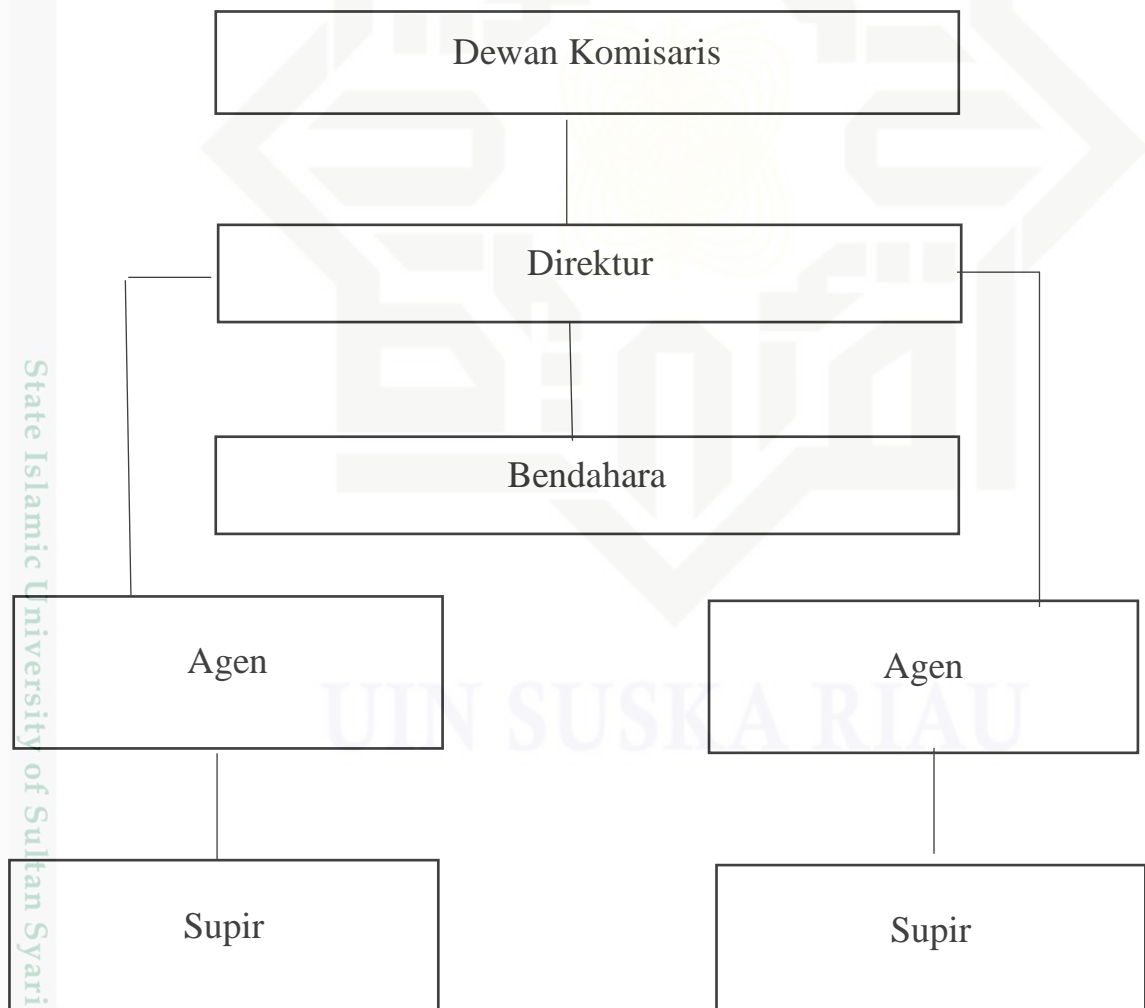 Dewan Komisaris
Direktur
Bendahara
Agen
Agen
UIN SUSKA RIAU
Supir
Supir
State Islamic University of Sultan Syari